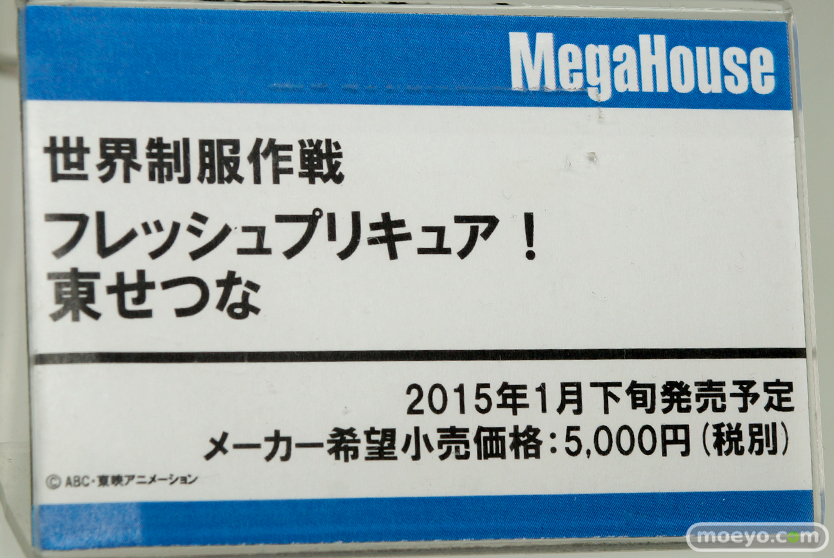 MegaHouse
世界制服作戦
フレッシュプリキュア！
東せつな
2015年1月下旬発売予定
メーカー希望小売価格：5,000円（税別）
© ABC・東映アニメーション
moeyo.com